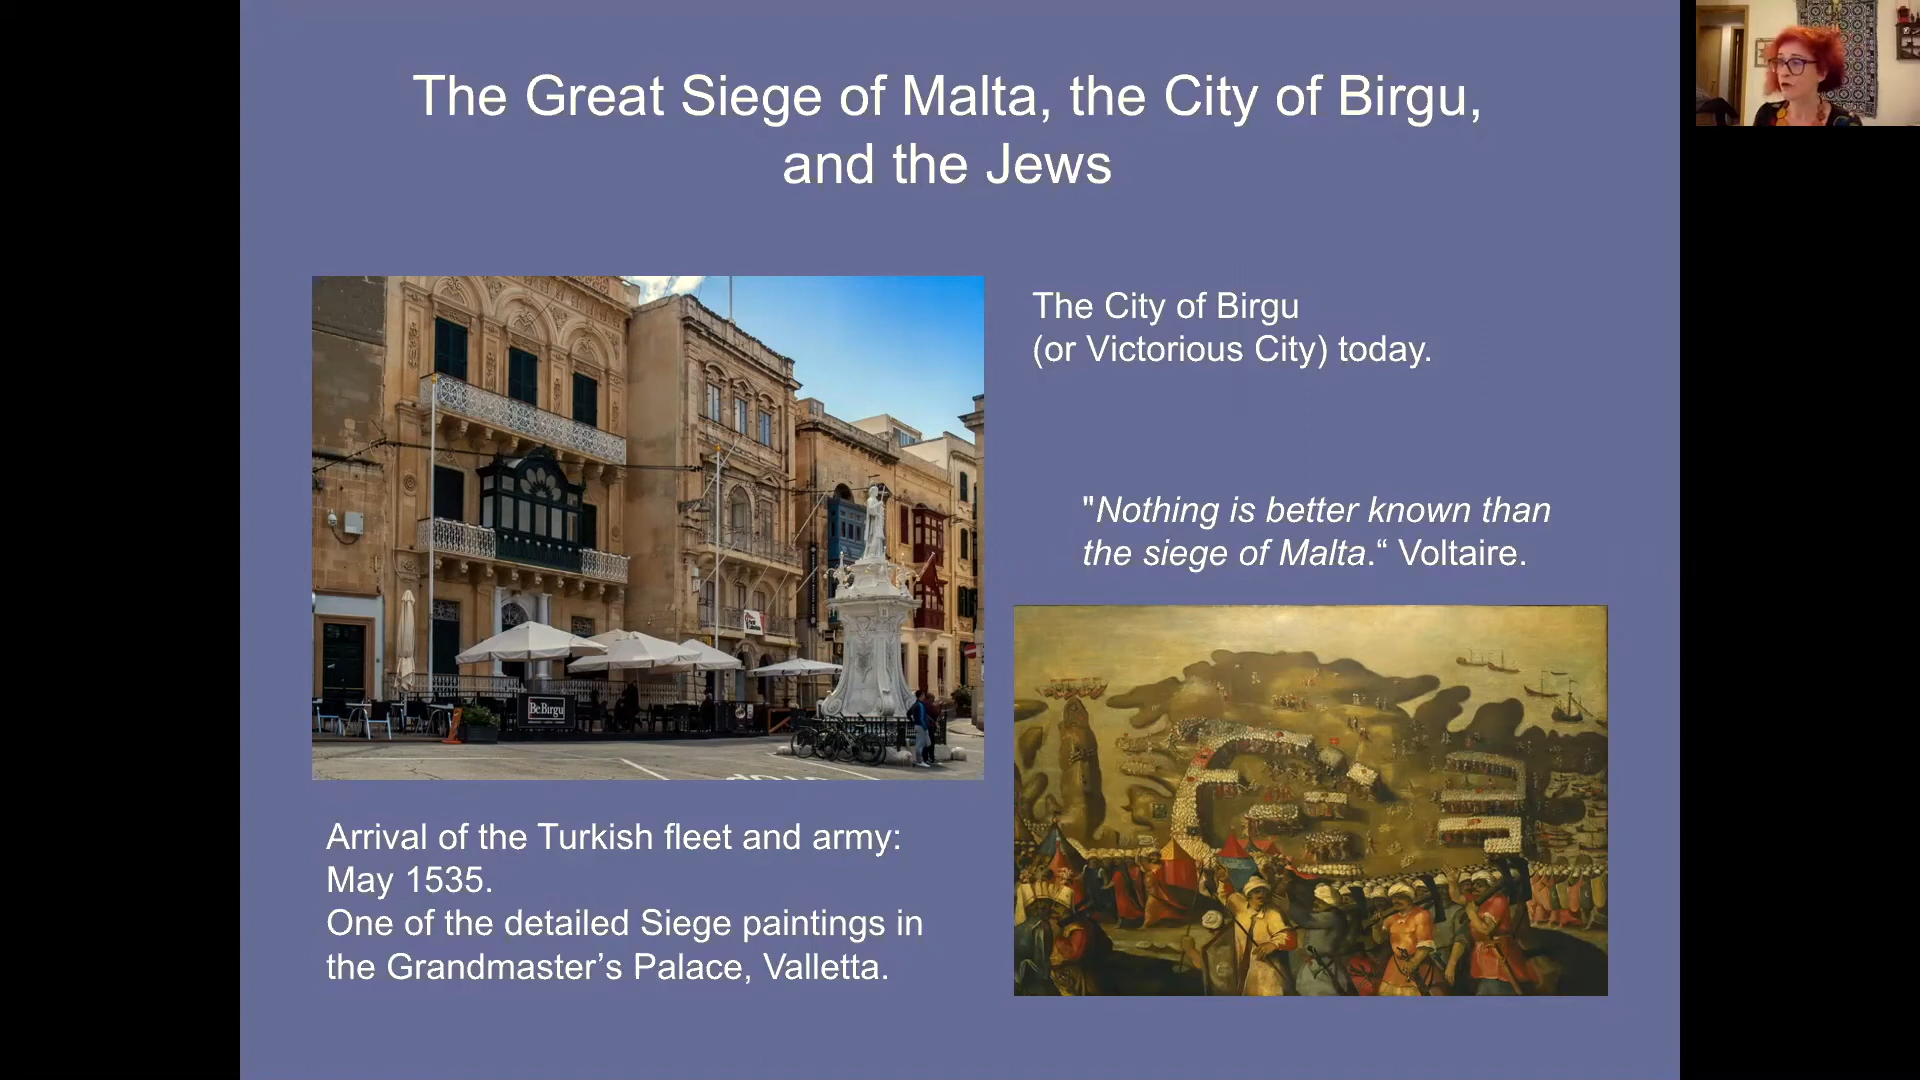 The Great Siege of Malta, the City of Birgu,
and the Jews
The City of Birgu
(or Victorious City) today.
"Nothing is better known than
the siege of Malta.“ Voltaire.
Be.Birgu
Arrival of the Turkish fleet and army:
May 1535.
One of the detailed Siege paintings in
the Grandmaster’s Palace, Valletta.